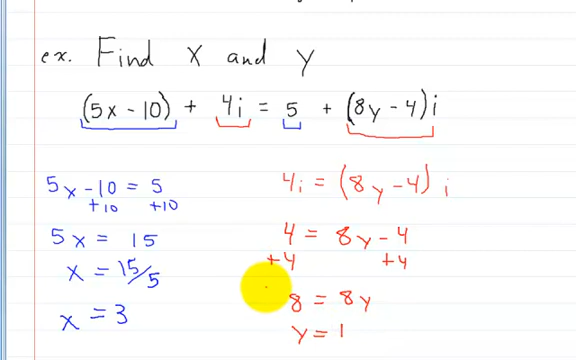 ex. Find x and y
(5x - 10) + 4i = 5 + (8y - 4)i
5x - 10 = 5
+10 +10
5x = 15
x = 15/5
x = 3
4i = (8y - 4) i
4 = 8y - 4
+4 +4
8 = 8y
y = 1